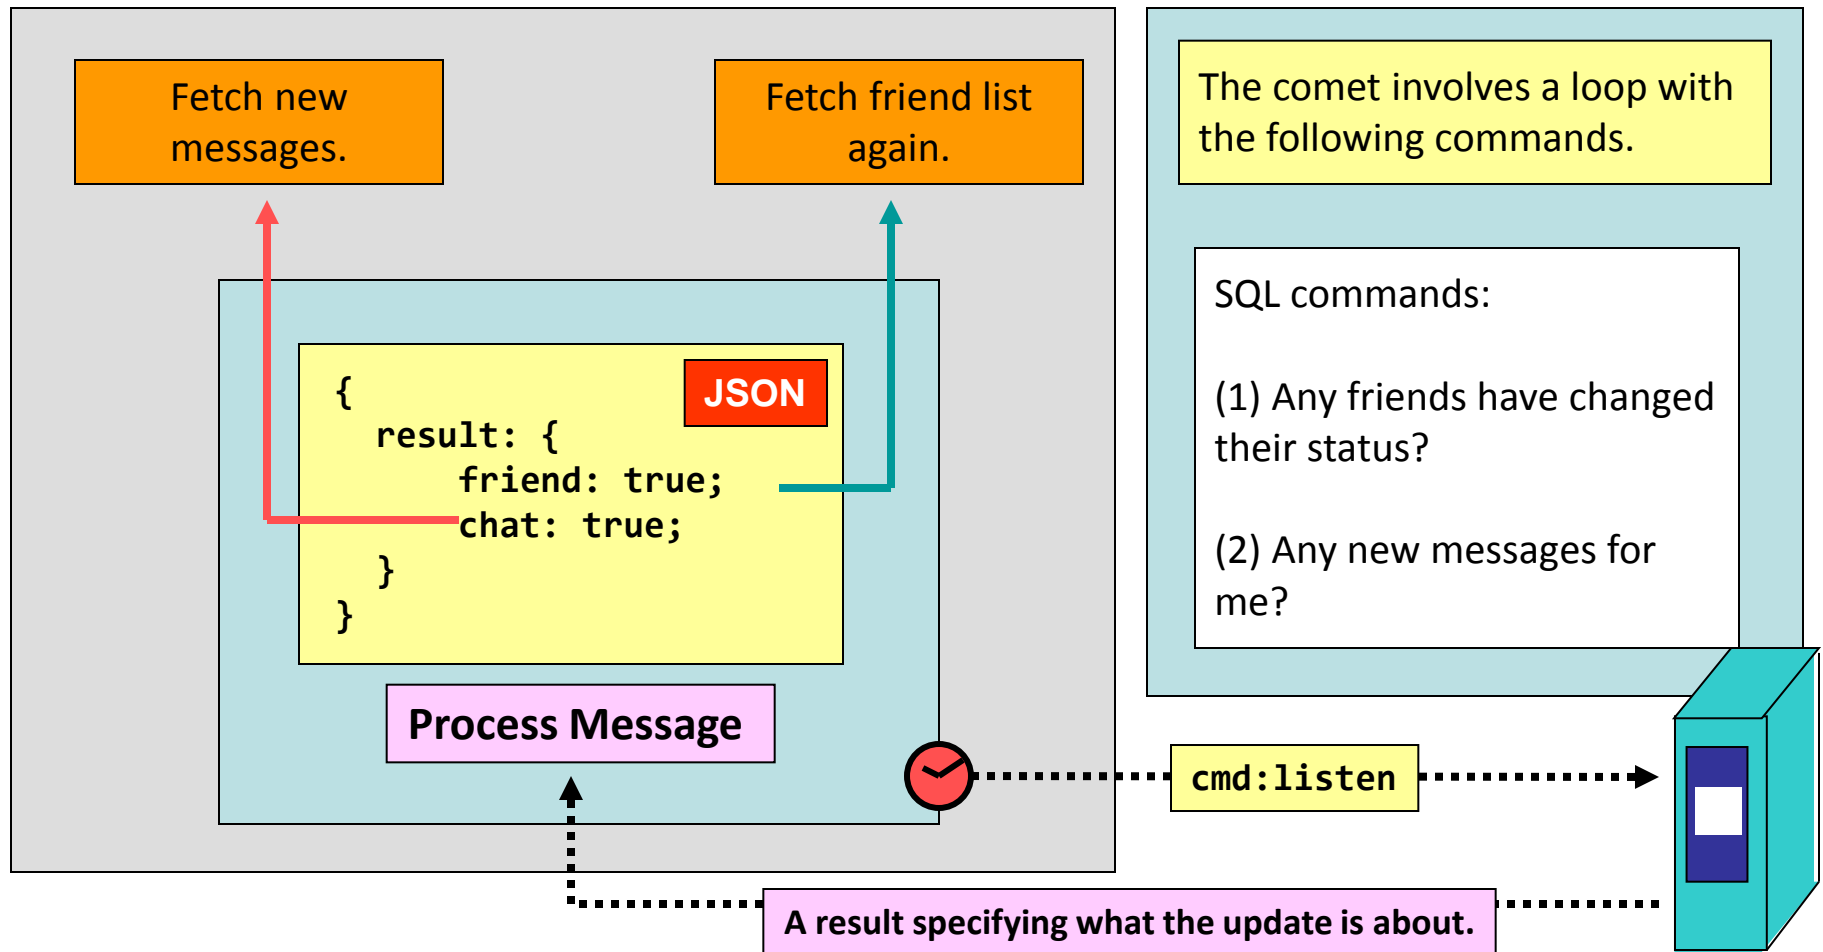 Fetch new
messages.
Fetch friend list
again.
JSON
{
result: {
friend: true;
chat: true;
}
}
Process Message
The comet involves a loop with
the following commands.
SQL commands:
(1) Any friends have changed
their status?
(2) Any new messages for
me?
cmd:listen
A result specifying what the update is about.